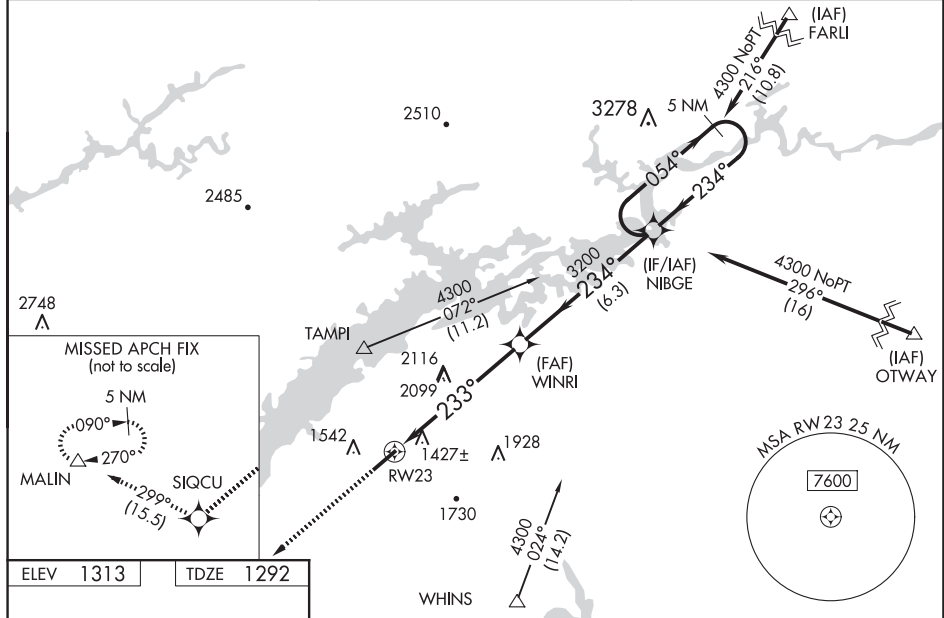 (IAF)
FARLI
4300 NoPT
216°
(10.8)
5 NM
3278
2510
054°
234°
2485
(IF/IAF)
NIBGE
3200
234°
(6.3)
4300 NoPT
296°
(16)
(IAF)
OTWAY
4300
072°
(11.2)
TAMPI
2748
MISSED APCH FIX
(not to scale)
5 NM
090°
270°
MALIN
SIQCU
299°
(15.5)
(FAF)
WINRI
2116
2099
233°
1542
1427±
1928
RW23
1730
MSA RW 23 25 NM
7600
4300
024°
(14.2)
WHINS
ELEV 1313
TDZE 1292